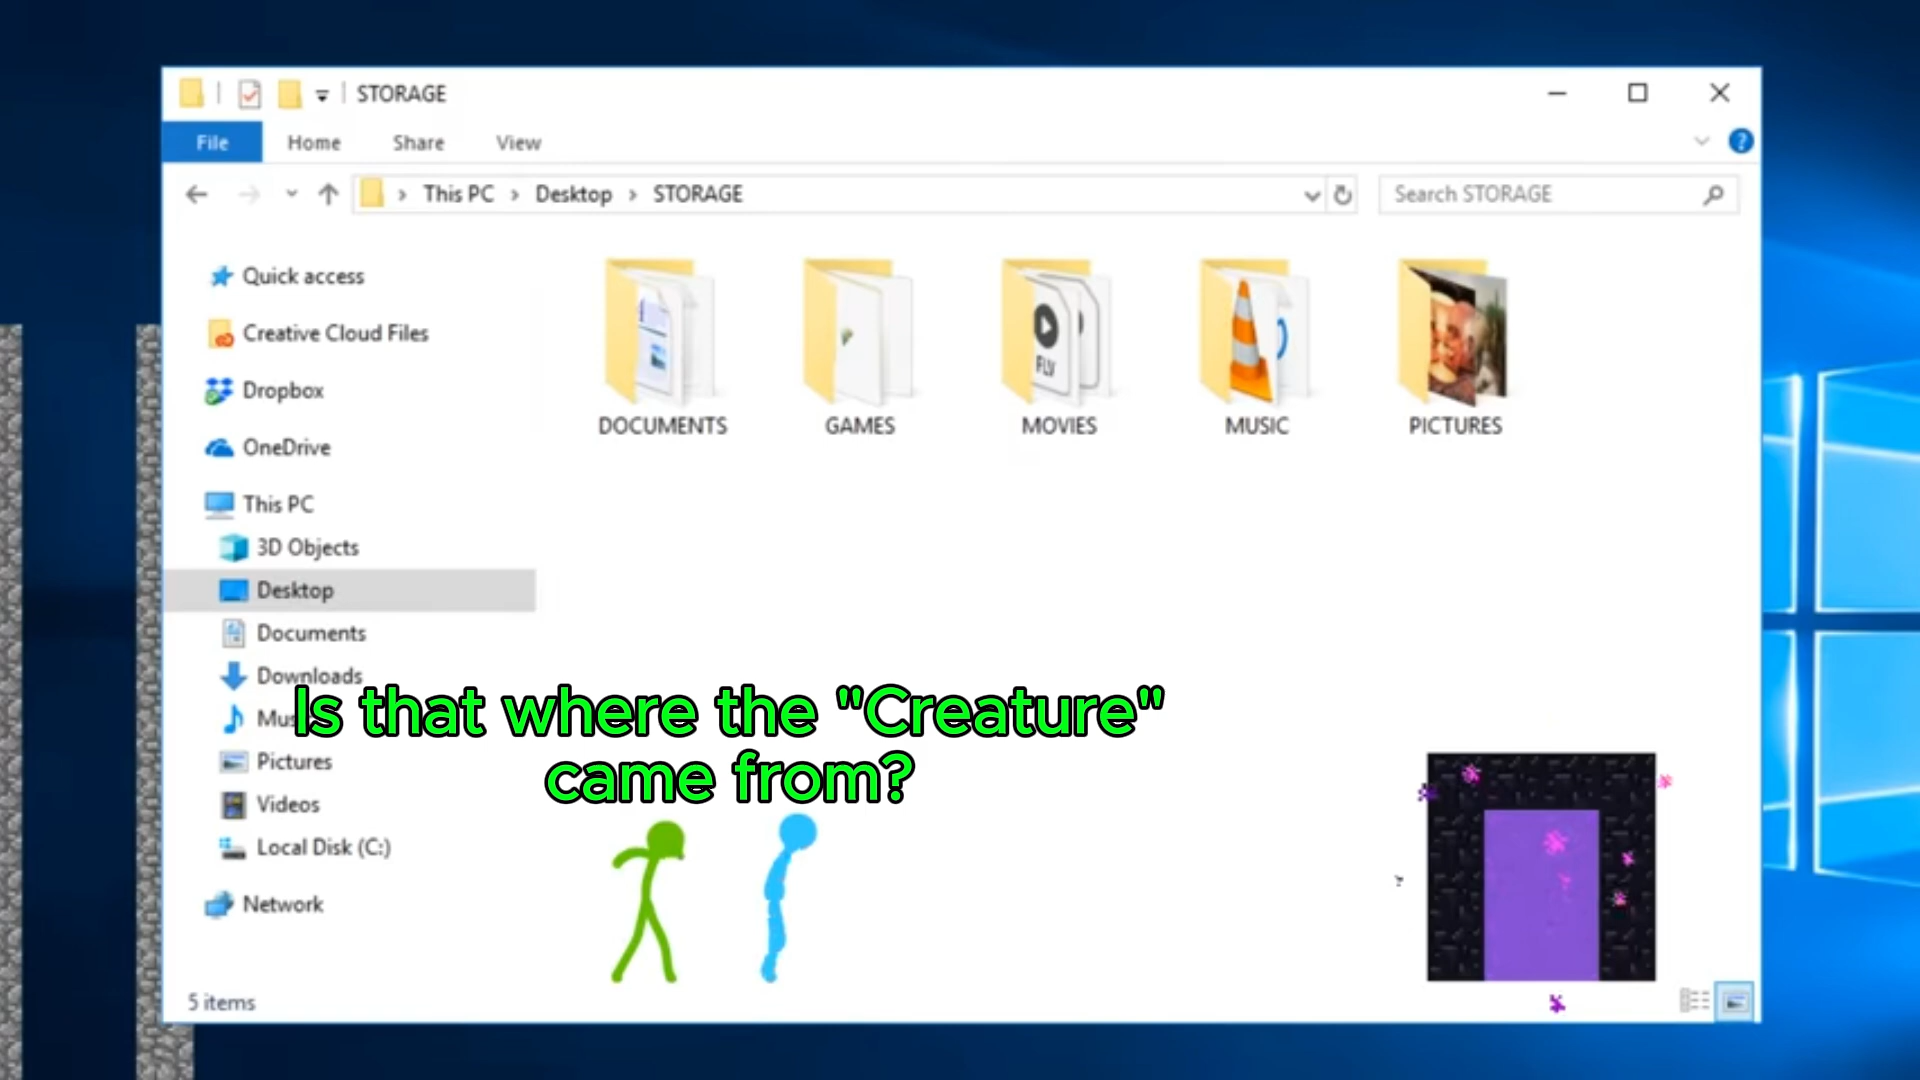 STORAGE
File Home Share View
This PC Desktop STORAGE
Search STORAGE
Quick access
Creative Cloud Files
Dropbox
OneDrive
This PC
3D Objects
Desktop
Documents
Downloads
Mus
Pictures
Videos
Local Disk (C:)
Network
FLV
DOCUMENTS GAMES MOVIES MUSIC PICTURES
Is that where the "Creature"
came from?
5 items